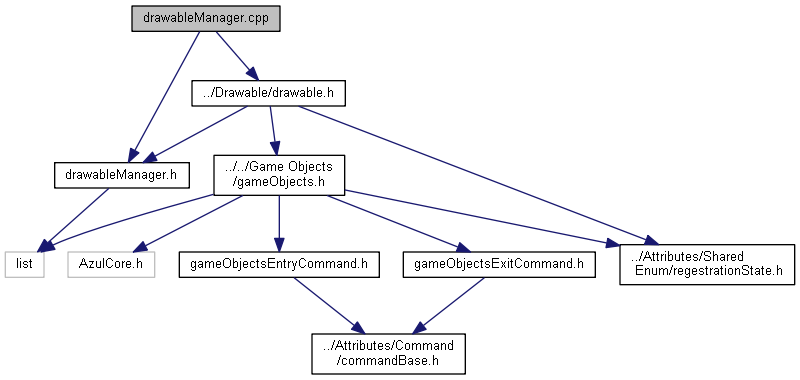 drawableManager.cpp
../Drawable/drawable.h
drawableManager.h
../../Game Objects
/gameObjects.h
list
AzulCore.h
gameObjectsEntryCommand.h
gameObjectsExitCommand.h
../Attributes/Shared
Enum/regestrationState.h
../Attributes/Command
/commandBase.h